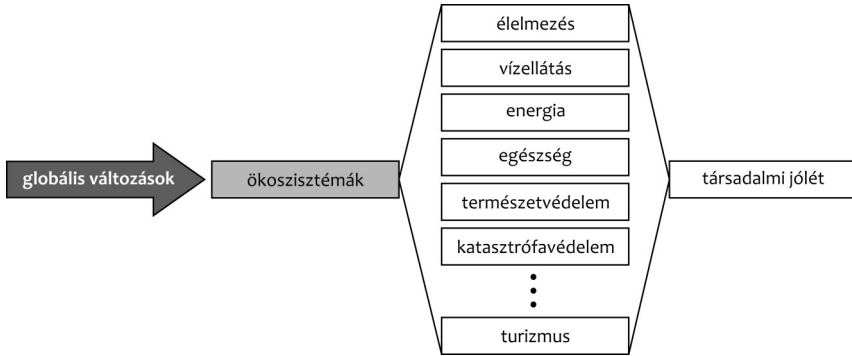 globális változások
ökoszisztémák
élelmezés
vízellátás
energia
egészség
természetvédelem
katasztrófavédelem
turizmus
társadalmi jólét